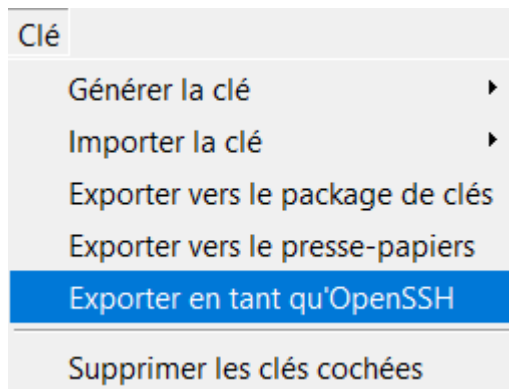 Clé
Générer la clé
Importer la clé
Exporter vers le package de clés
Exporter vers le presse-papiers
Exporter en tant qu'OpenSSH
Supprimer les clés cochées